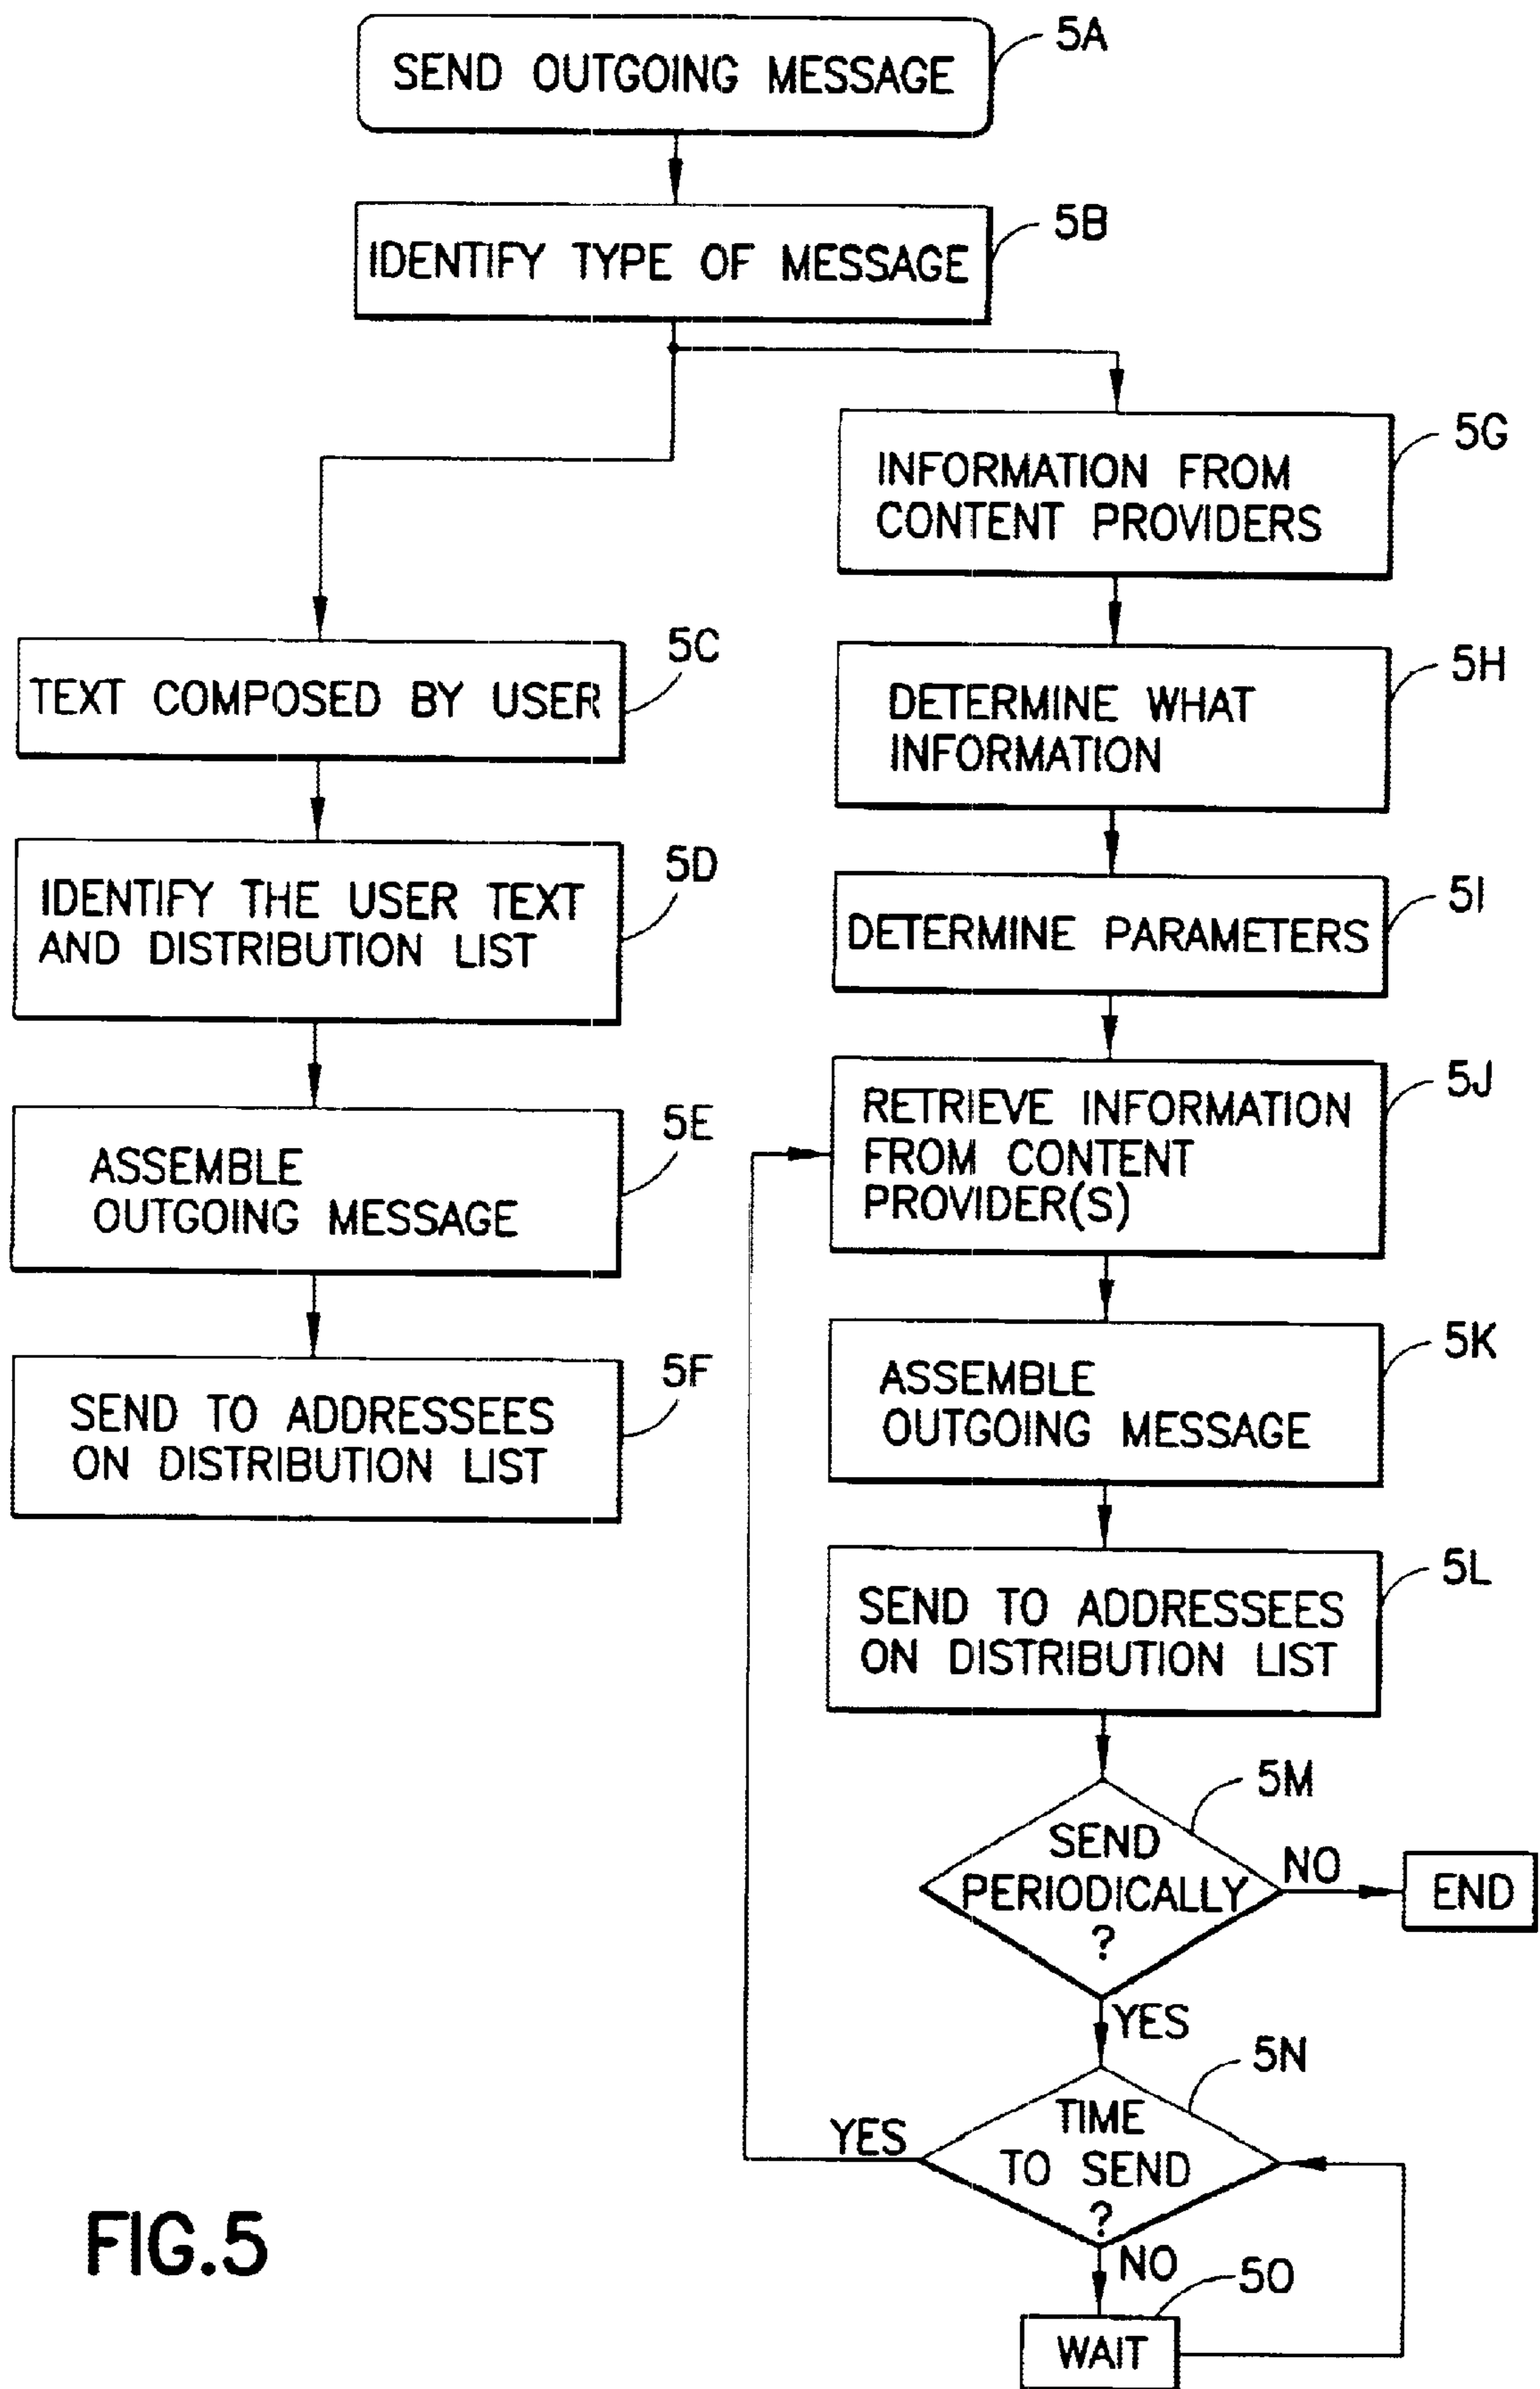 SEND OUTGOING MESSAGE
5A
IDENTIFY TYPE OF MESSAGE
5B
TEXT COMPOSED BY USER
5C
IDENTIFY THE USER TEXT
AND DISTRIBUTION LIST
5D
ASSEMBLE
OUTGOING MESSAGE
5E
SEND TO ADDRESSEES
ON DISTRIBUTION LIST
5F
INFORMATION FROM
CONTENT PROVIDERS
5G
DETERMINE WHAT
INFORMATION
5H
DETERMINE PARAMETERS
5I
RETRIEVE INFORMATION
FROM CONTENT
PROVIDER(S)
5J
ASSEMBLE
OUTGOING MESSAGE
5K
SEND TO ADDRESSEES
ON DISTRIBUTION LIST
5L
SEND
PERIODICALLY
?
5M
NO
END
YES
TIME
TO SEND
?
5N
YES
NO
WAIT
5O
FIG.5